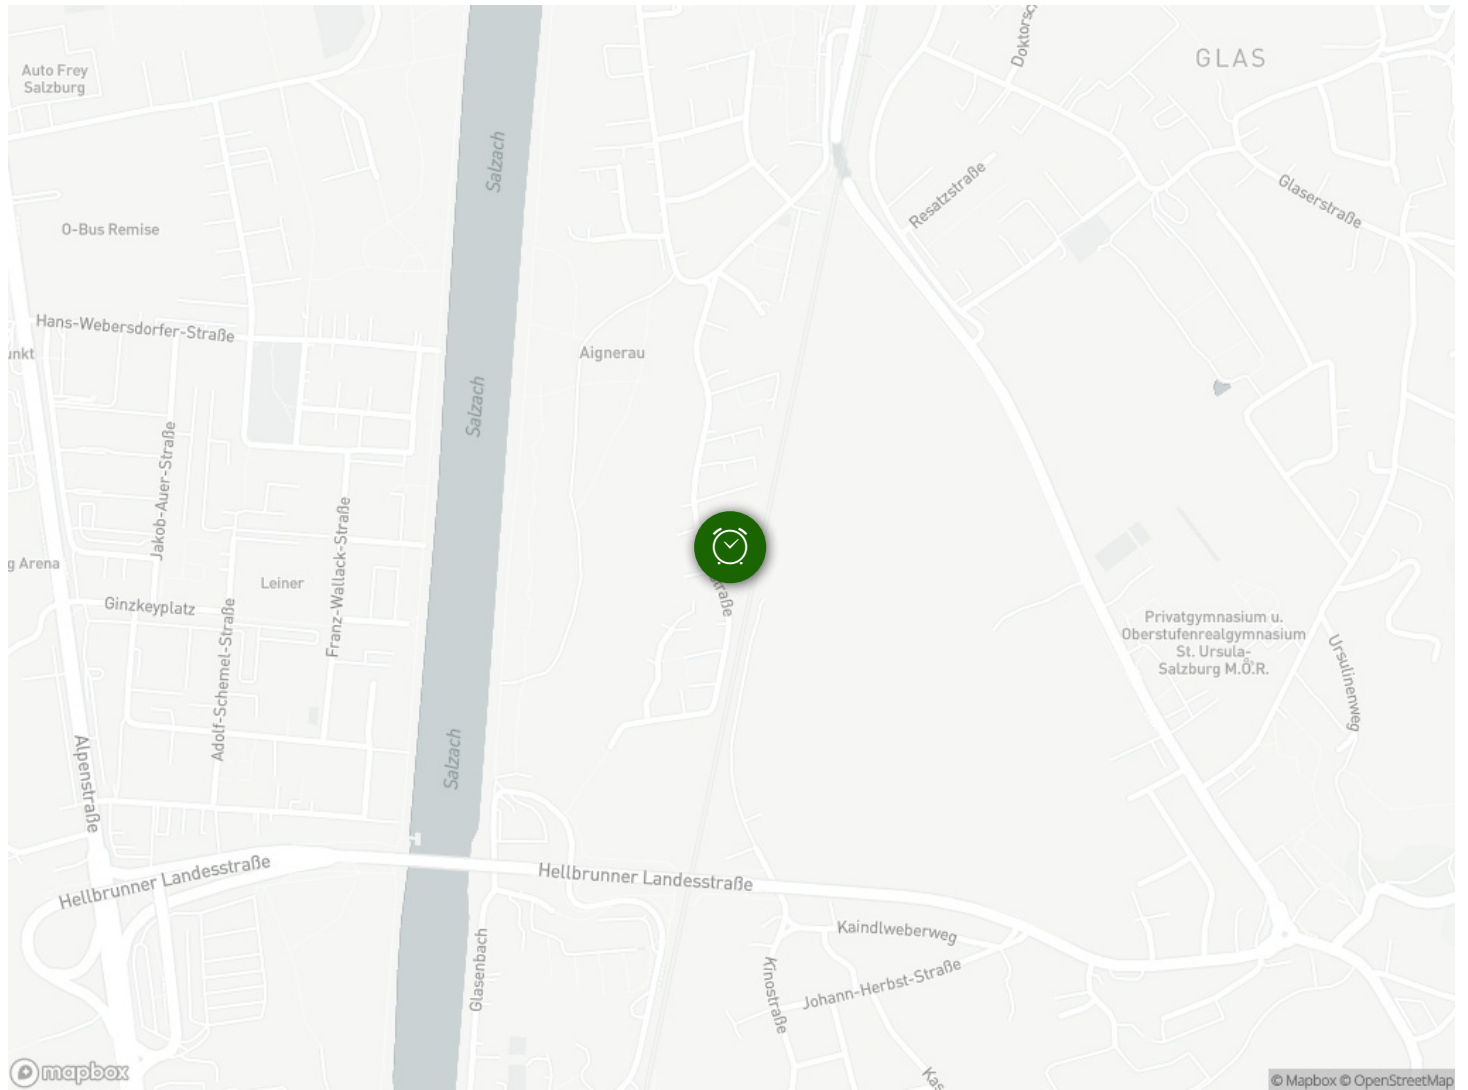 Auto Frey
Salzburg
GLAS
Doktorsc
Salzach
Resatzstraße
Glaserstraße
O-Bus Remise
Hans-Webersdorfer-Straße
unkt
Aignerau
Salzach
Jakob-Auer-Straße
Franz-Wallack-Straße
g Arena
Leiner
Ginzkeyplatz
Adolf-Schemel-Straße
straße
Privatgymnasium u.
Oberstufenrealgymnasium
St. Ursula-
Salzburg M.Ö.R.
Ursulinenweg
Alpenstraße
Salzach
Hellbrunner Landesstraße
Hellbrunner Landesstraße
Kaindlweberweg
Glasenbach
Kinostraße
Johann-Herbst-Straße
Kas
mapbox
© Mapbox © OpenStreetMap